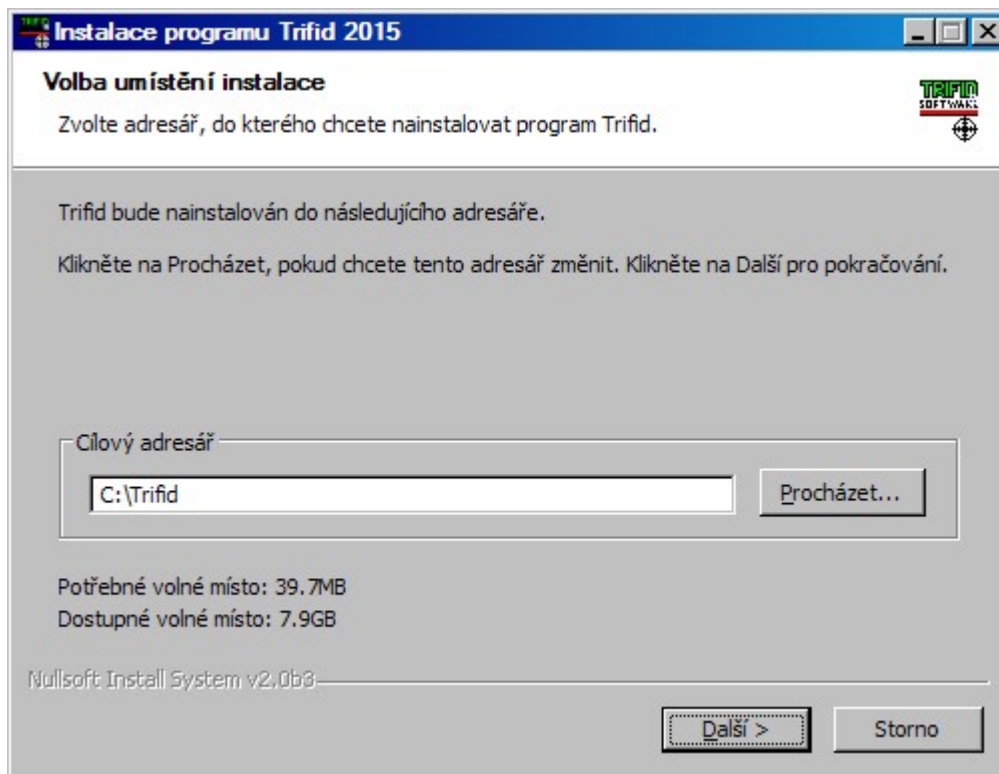 Instalace programu Trifid 2015
Volba umístění instalace
Zvolte adresář, do kterého chcete nainstalovat program Trifid.
TRIFID
SOFTWARE
Trifid bude nainstalován do následujícího adresáře.
Klikněte na Procházet, pokud chcete tento adresář změnit. Klikněte na Další pro pokračování.
Cílový adresář
C:\Trifid
Procházet...
Potřebné volné místo: 39.7MB
Dostupné volné místo: 7.9GB
Nullsoft Install System v2.0b3
Další >
Storno